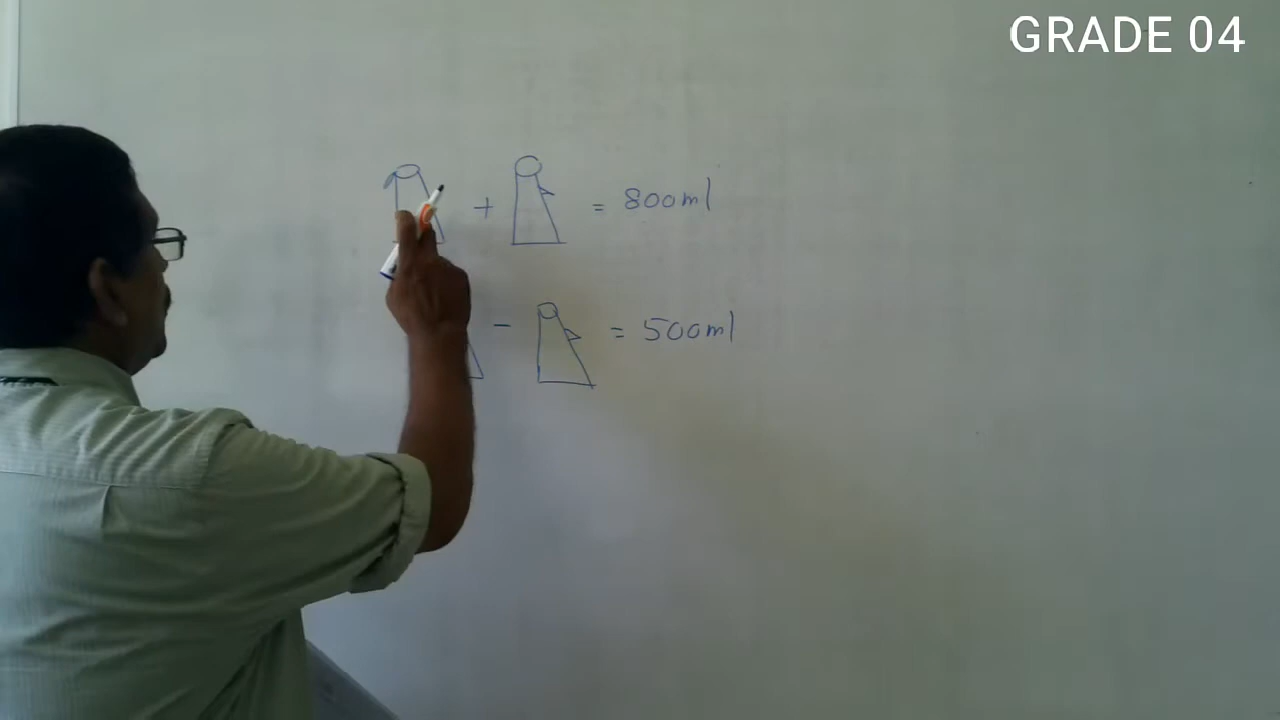 GRADE 04
+ = 800ml
- = 500ml